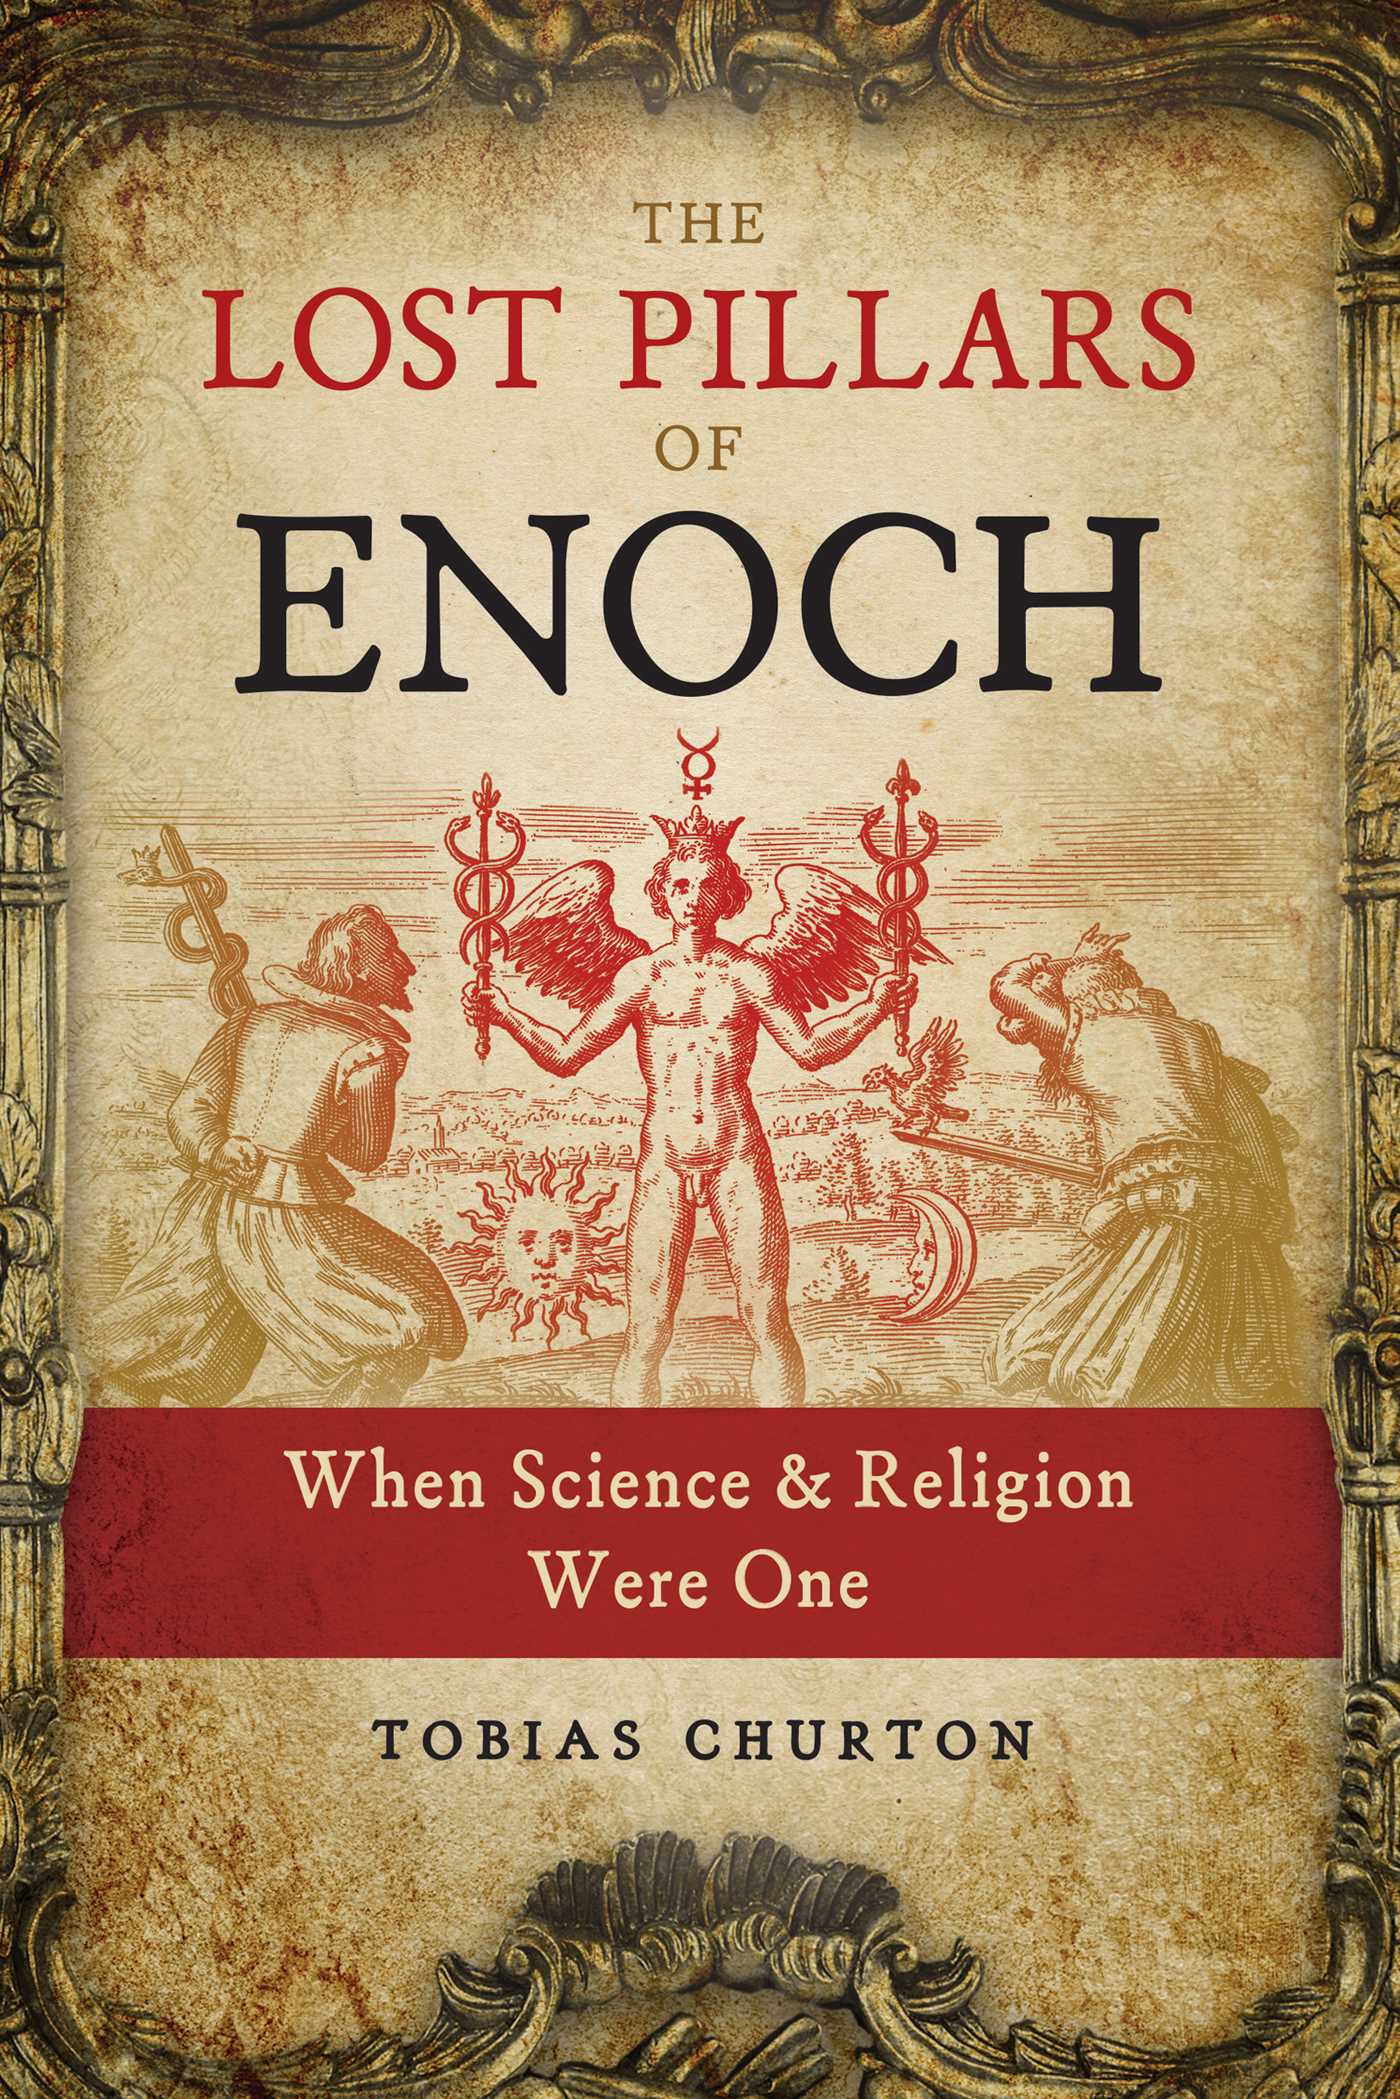 THE
LOST PILLARS
OF
ENOCH
When Science & Religion
Were One
TOBIAS CHURTON